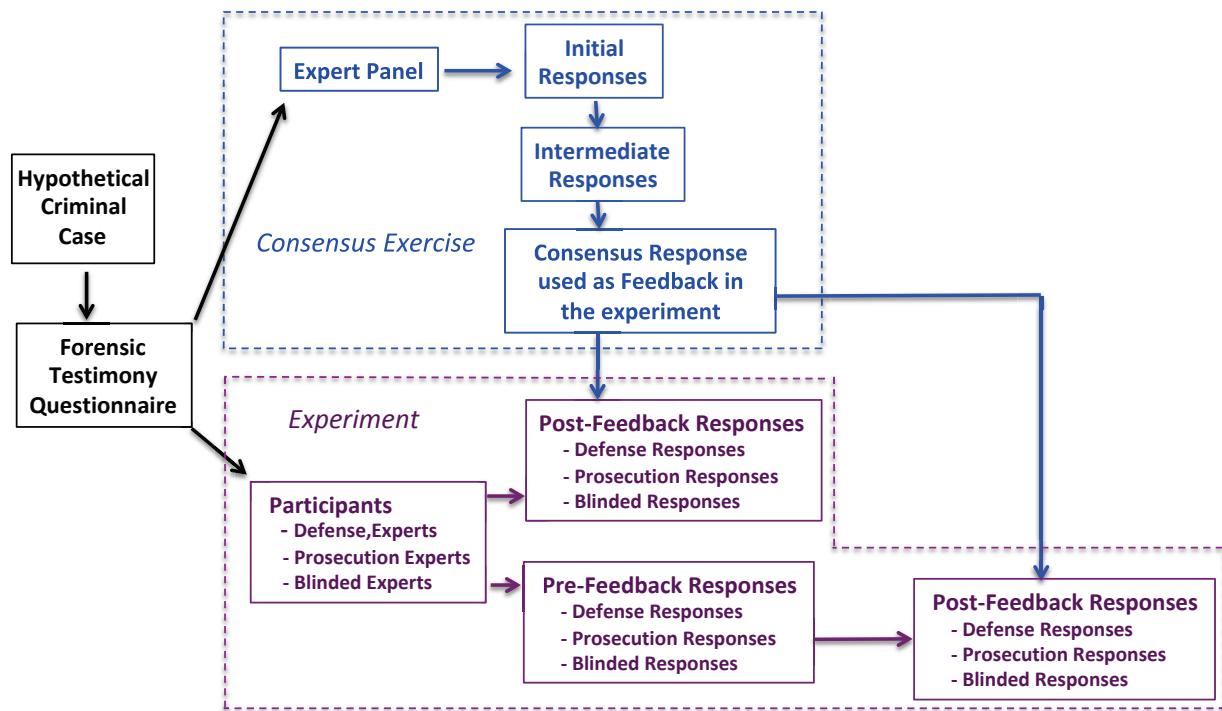 Hypothetical
Criminal
Case
Forensic
Testimony
Questionnaire
Expert Panel
Initial
Responses
Intermediate
Responses
Consensus Exercise
Consensus Response
used as Feedback in
the experiment
Experiment
Participants
- Defense,Experts
- Prosecution Experts
- Blinded Experts
Post-Feedback Responses
- Defense Responses
- Prosecution Responses
- Blinded Responses
Pre-Feedback Responses
- Defense Responses
- Prosecution Responses
- Blinded Responses
Post-Feedback Responses
- Defense Responses
- Prosecution Responses
- Blinded Responses